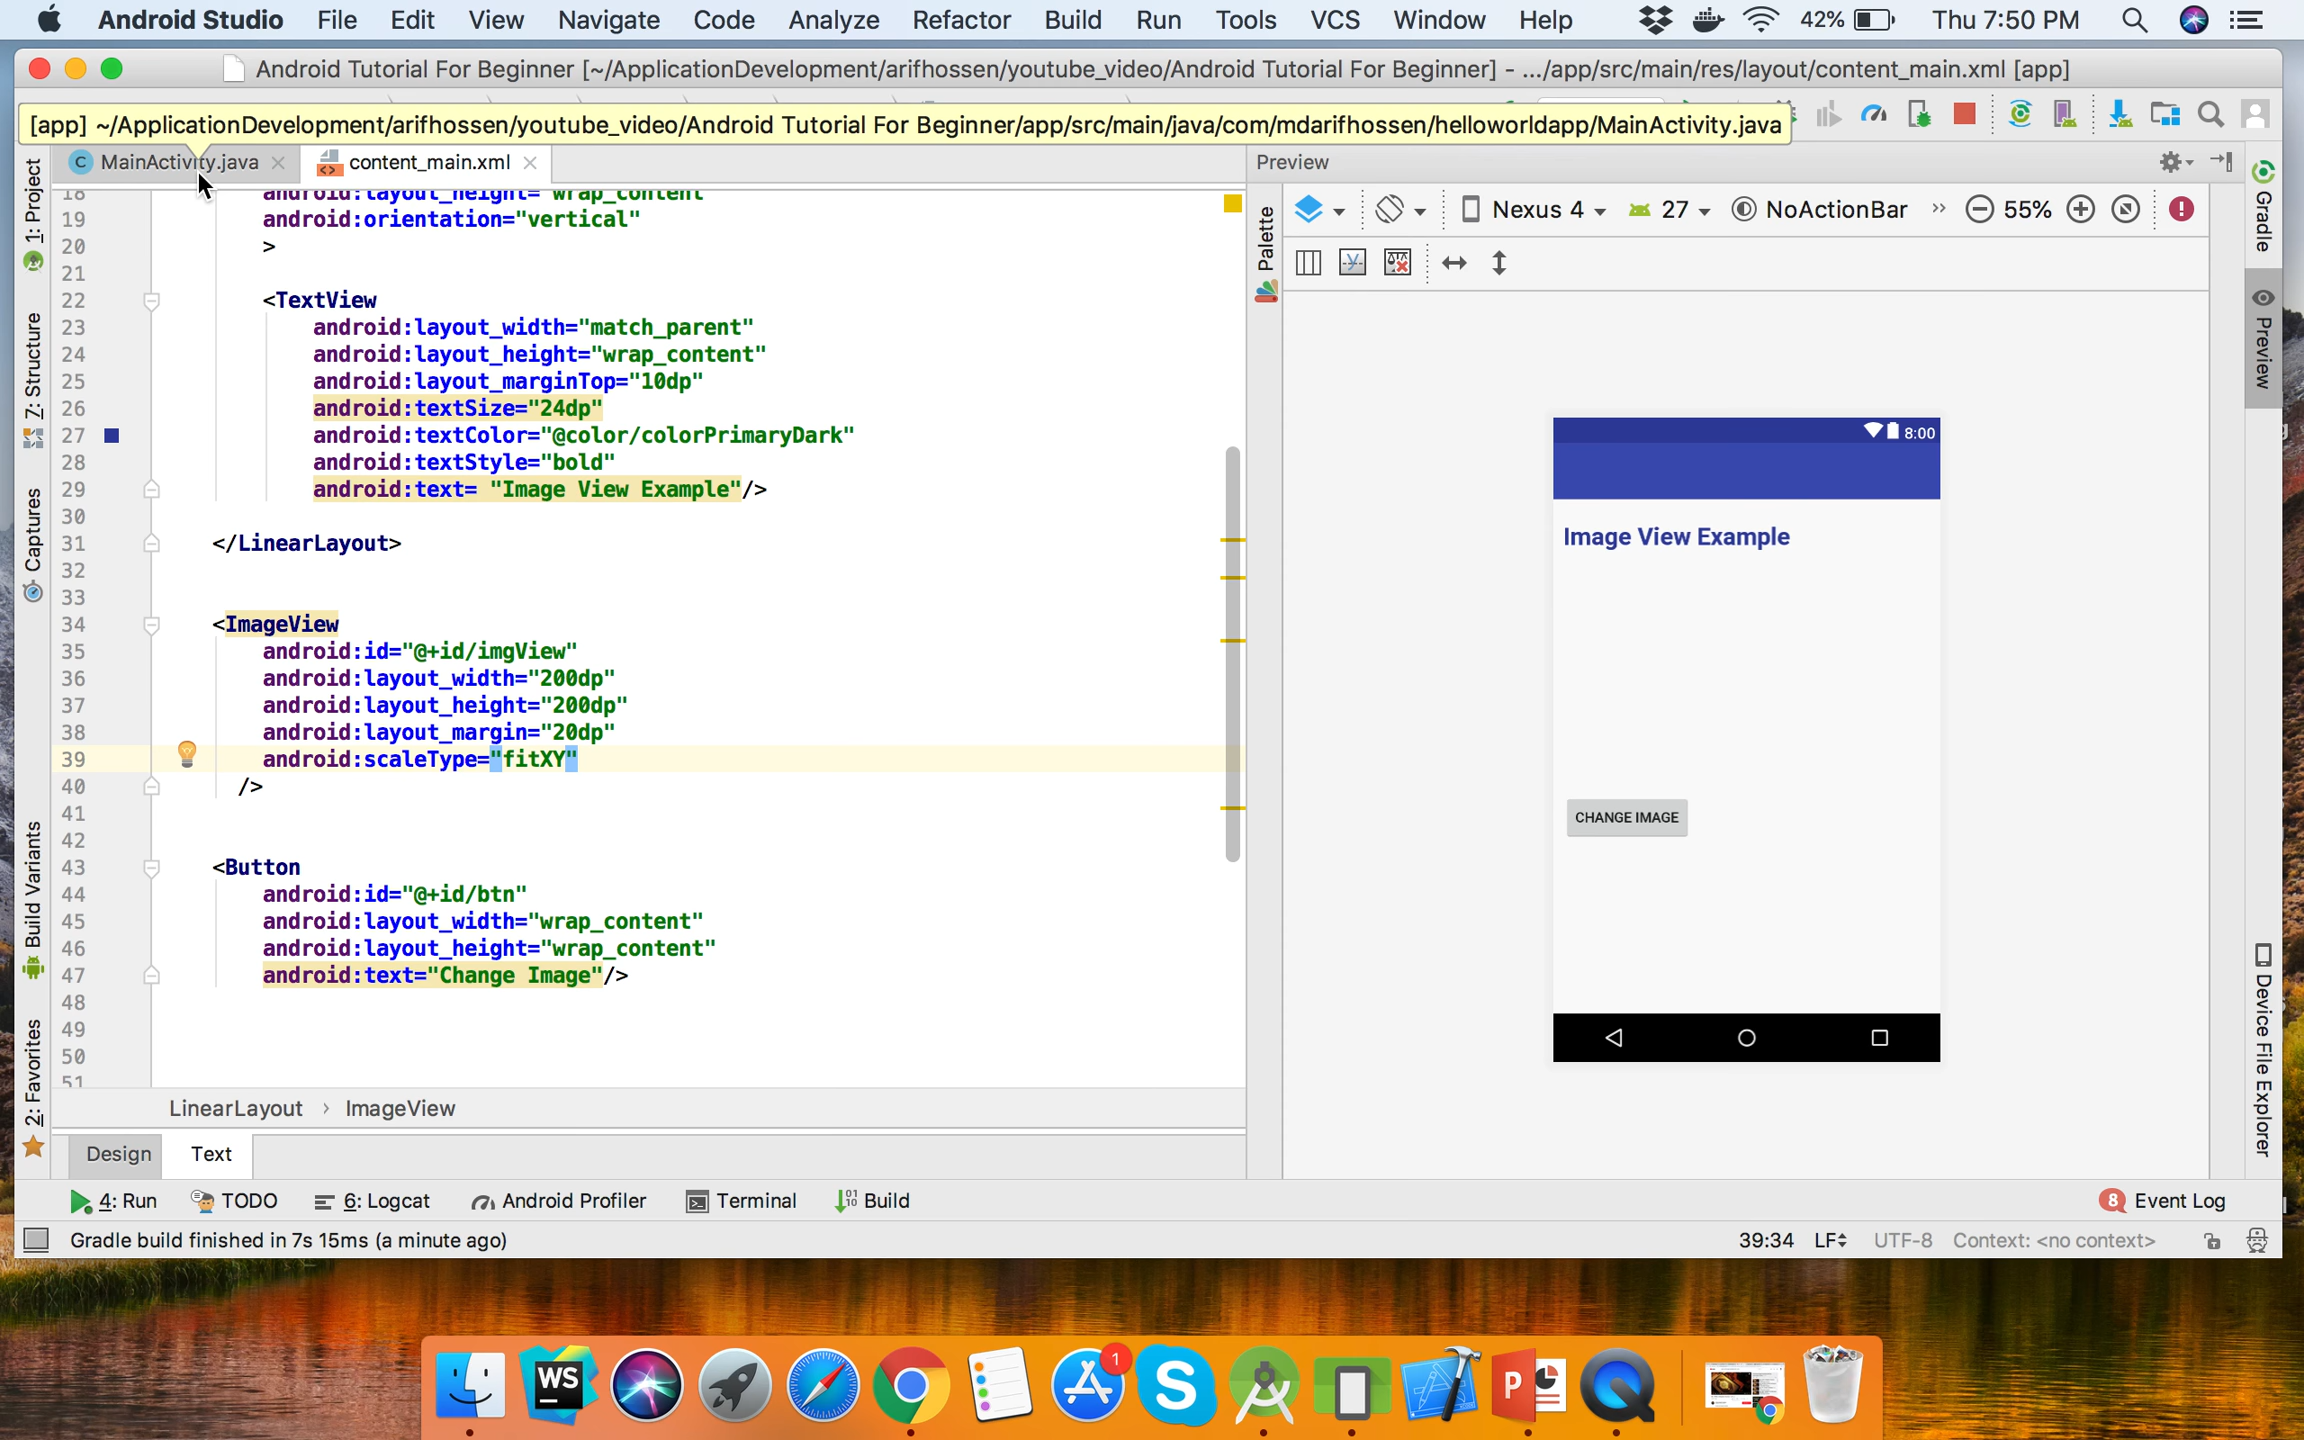 Android Studio File Edit View Navigate Code Analyze Refactor Build Run Tools VCS Window Help 42% Thu 7:50 PM
Android Tutorial For Beginner [~/ApplicationDevelopment/arifhossen/youtube_video/Android Tutorial For Beginner] - .../app/src/main/res/layout/content_main.xml [app]
[app] ~/ApplicationDevelopment/arifhossen/youtube_video/Android Tutorial For Beginner/app/src/main/java/com/mdarifhossen/helloworldapp/MainActivity.java
C MainActivity.java content_main.xml
18 android:layout_height="wrap_content"
19 android:orientation="vertical"
20 >
21
22 <TextView
23 android:layout_width="match_parent"
24 android:layout_height="wrap_content"
25 android:layout_marginTop="10dp"
26 android:textSize="24dp"
27 android:textColor="@color/colorPrimaryDark"
28 android:textStyle="bold"
29 android:text= "Image View Example"/>
30
31 </LinearLayout>
32
33
34 <ImageView
35 android:id="@+id/imgView"
36 android:layout_width="200dp"
37 android:layout_height="200dp"
38 android:layout_margin="20dp"
39 android:scaleType="fitXY"
40 />
41
42
43 <Button
44 android:id="@+id/btn"
45 android:layout_width="wrap_content"
46 android:layout_height="wrap_content"
47 android:text="Change Image"/>
48
49
50
51
LinearLayout › ImageView
Design Text
1: Project
Z: Structure
Captures
Build Variants
2: Favorites
Preview
Palette
Nexus 4 27 NoActionBar » 55%
8:00
Image View Example
CHANGE IMAGE
Gradle
Preview
Device File Explorer
4: Run TODO 6: Logcat Android Profiler Terminal Build 8 Event Log
Gradle build finished in 7s 15ms (a minute ago) 39:34 LF UTF-8 Context: <no context>
WS
1
S
P